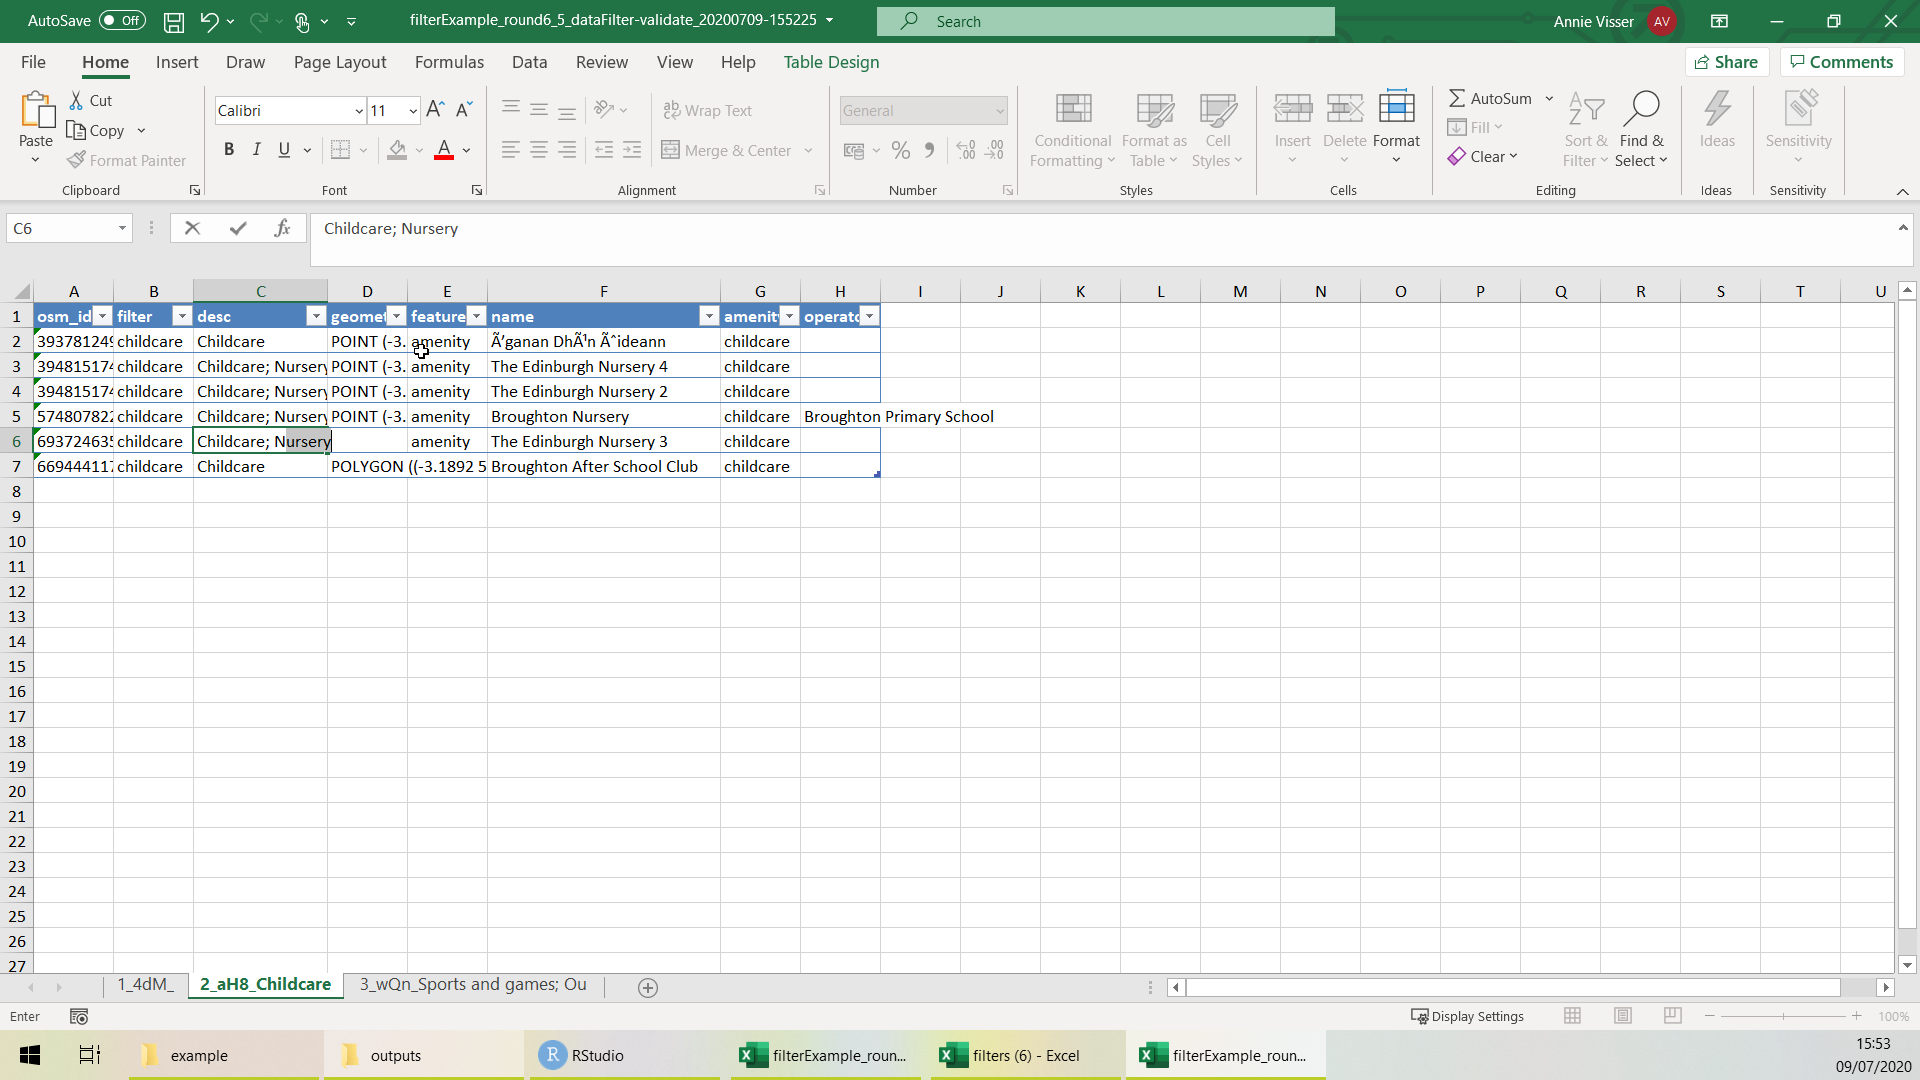 AutoSave Off filterExample_round6_5_dataFilter-validate_20200709-155225 Search Annie Visser AV
File Home Insert Draw Page Layout Formulas Data Review View Help Table Design Share Comments
Cut
Copy
Format Painter
Paste
Clipboard
Calibri 11
B I U
Font
Wrap Text
Merge & Center
Alignment
General
Number
Conditional Formatting
Format as Table
Cell Styles
Styles
Insert Delete Format
Cells
AutoSum
Fill
Clear
Sort & Filter
Find & Select
Editing
Ideas
Ideas
Sensitivity
Sensitivity
C6 fx Childcare; Nursery
A B C D E F G H I J K L M N O P Q R S T U
1 osm_id filter desc geomet feature name amenit operato
2 393781249 childcare Childcare POINT (-3. amenity Ã’ganan DhÃ¹n Ãˆideann childcare
3 394815174 childcare Childcare; Nursery POINT (-3. amenity The Edinburgh Nursery 4 childcare
4 394815174 childcare Childcare; Nursery POINT (-3. amenity The Edinburgh Nursery 2 childcare
5 574807822 childcare Childcare; Nursery POINT (-3. amenity Broughton Nursery childcare Broughton Primary School
6 693724635 childcare Childcare; Nursery amenity The Edinburgh Nursery 3 childcare
7 669444117 childcare Childcare POLYGON ((-3.1892 5 Broughton After School Club childcare
8
9
10
11
12
13
14
15
16
17
18
19
20
21
22
23
24
25
26
27
1_4dM_ 2_aH8_Childcare 3_wQn_Sports and games; Ou
Enter Display Settings 100%
example outputs RStudio filterExample_roun... filters (6) - Excel filterExample_roun... 15:53
09/07/2020